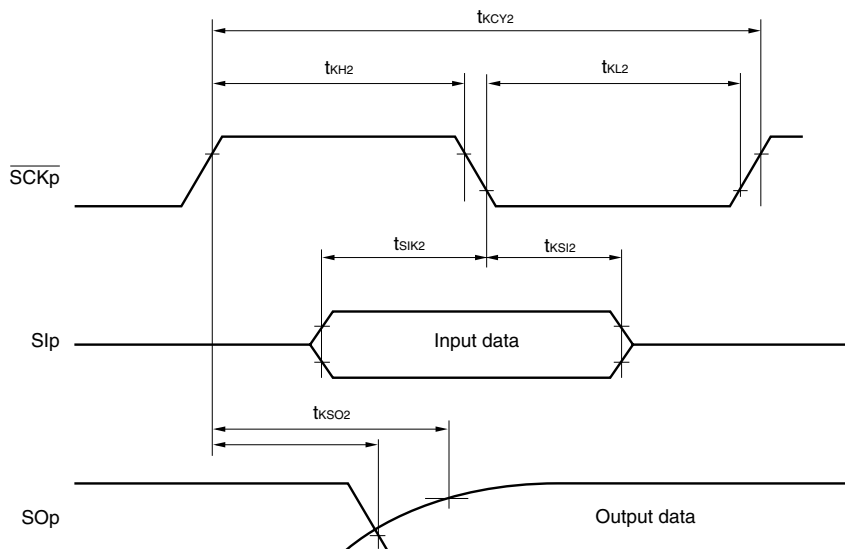 tKCY2
tKH2
tKL2
SCKp
tSIK2
tKSI2
SIp
Input data
tKSO2
SOp
Output data